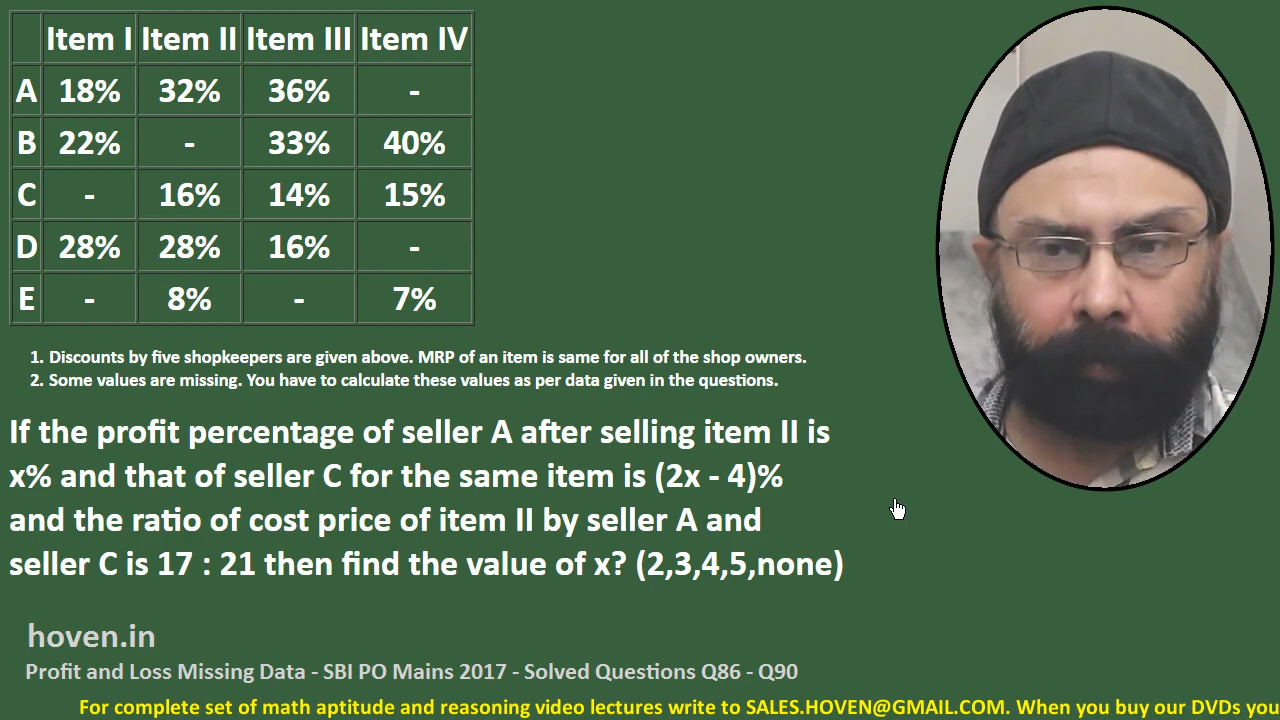 Item I Item II Item III Item IV
A 18% 32% 36% -
B 22% - 33% 40%
C - 16% 14% 15%
D 28% 28% 16% -
E - 8% - 7%
1. Discounts by five shopkeepers are given above. MRP of an item is same for all of the shop owners.
2. Some values are missing. You have to calculate these values as per data given in the questions.
If the profit percentage of seller A after selling item II is
x% and that of seller C for the same item is (2x - 4)%
and the ratio of cost price of item II by seller A and
seller C is 17 : 21 then find the value of x? (2,3,4,5,none)
hoven.in
Profit and Loss Missing Data - SBI PO Mains 2017 - Solved Questions Q86 - Q90
For complete set of math aptitude and reasoning video lectures write to SALES.HOVEN@GMAIL.COM. When you buy our DVDs you